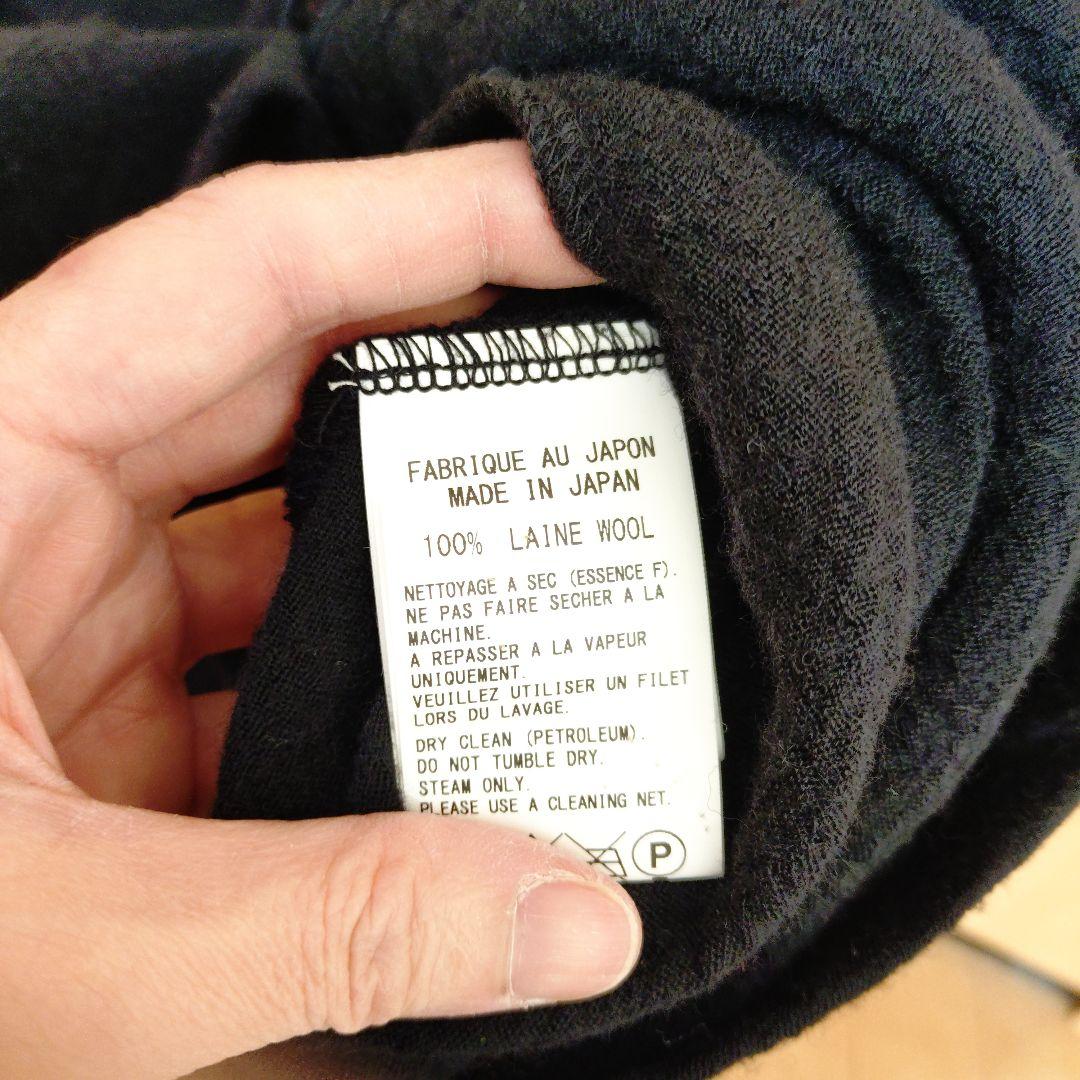 FABRIQUE AU JAPON
MADE IN JAPAN
100% LAINE WOOL
NETTOYAGE A SEC (ESSENCE F).
NE PAS FAIRE SECHER A LA
MACHINE.
A REPASSER A LA VAPEUR
UNIQUEMENT.
VEUILLEZ UTILISER UN FILET
LORS DU LAVAGE.
DRY CLEAN (PETROLEUM).
DO NOT TUMBLE DRY.
STEAM ONLY.
PLEASE USE A CLEANING NET.
P